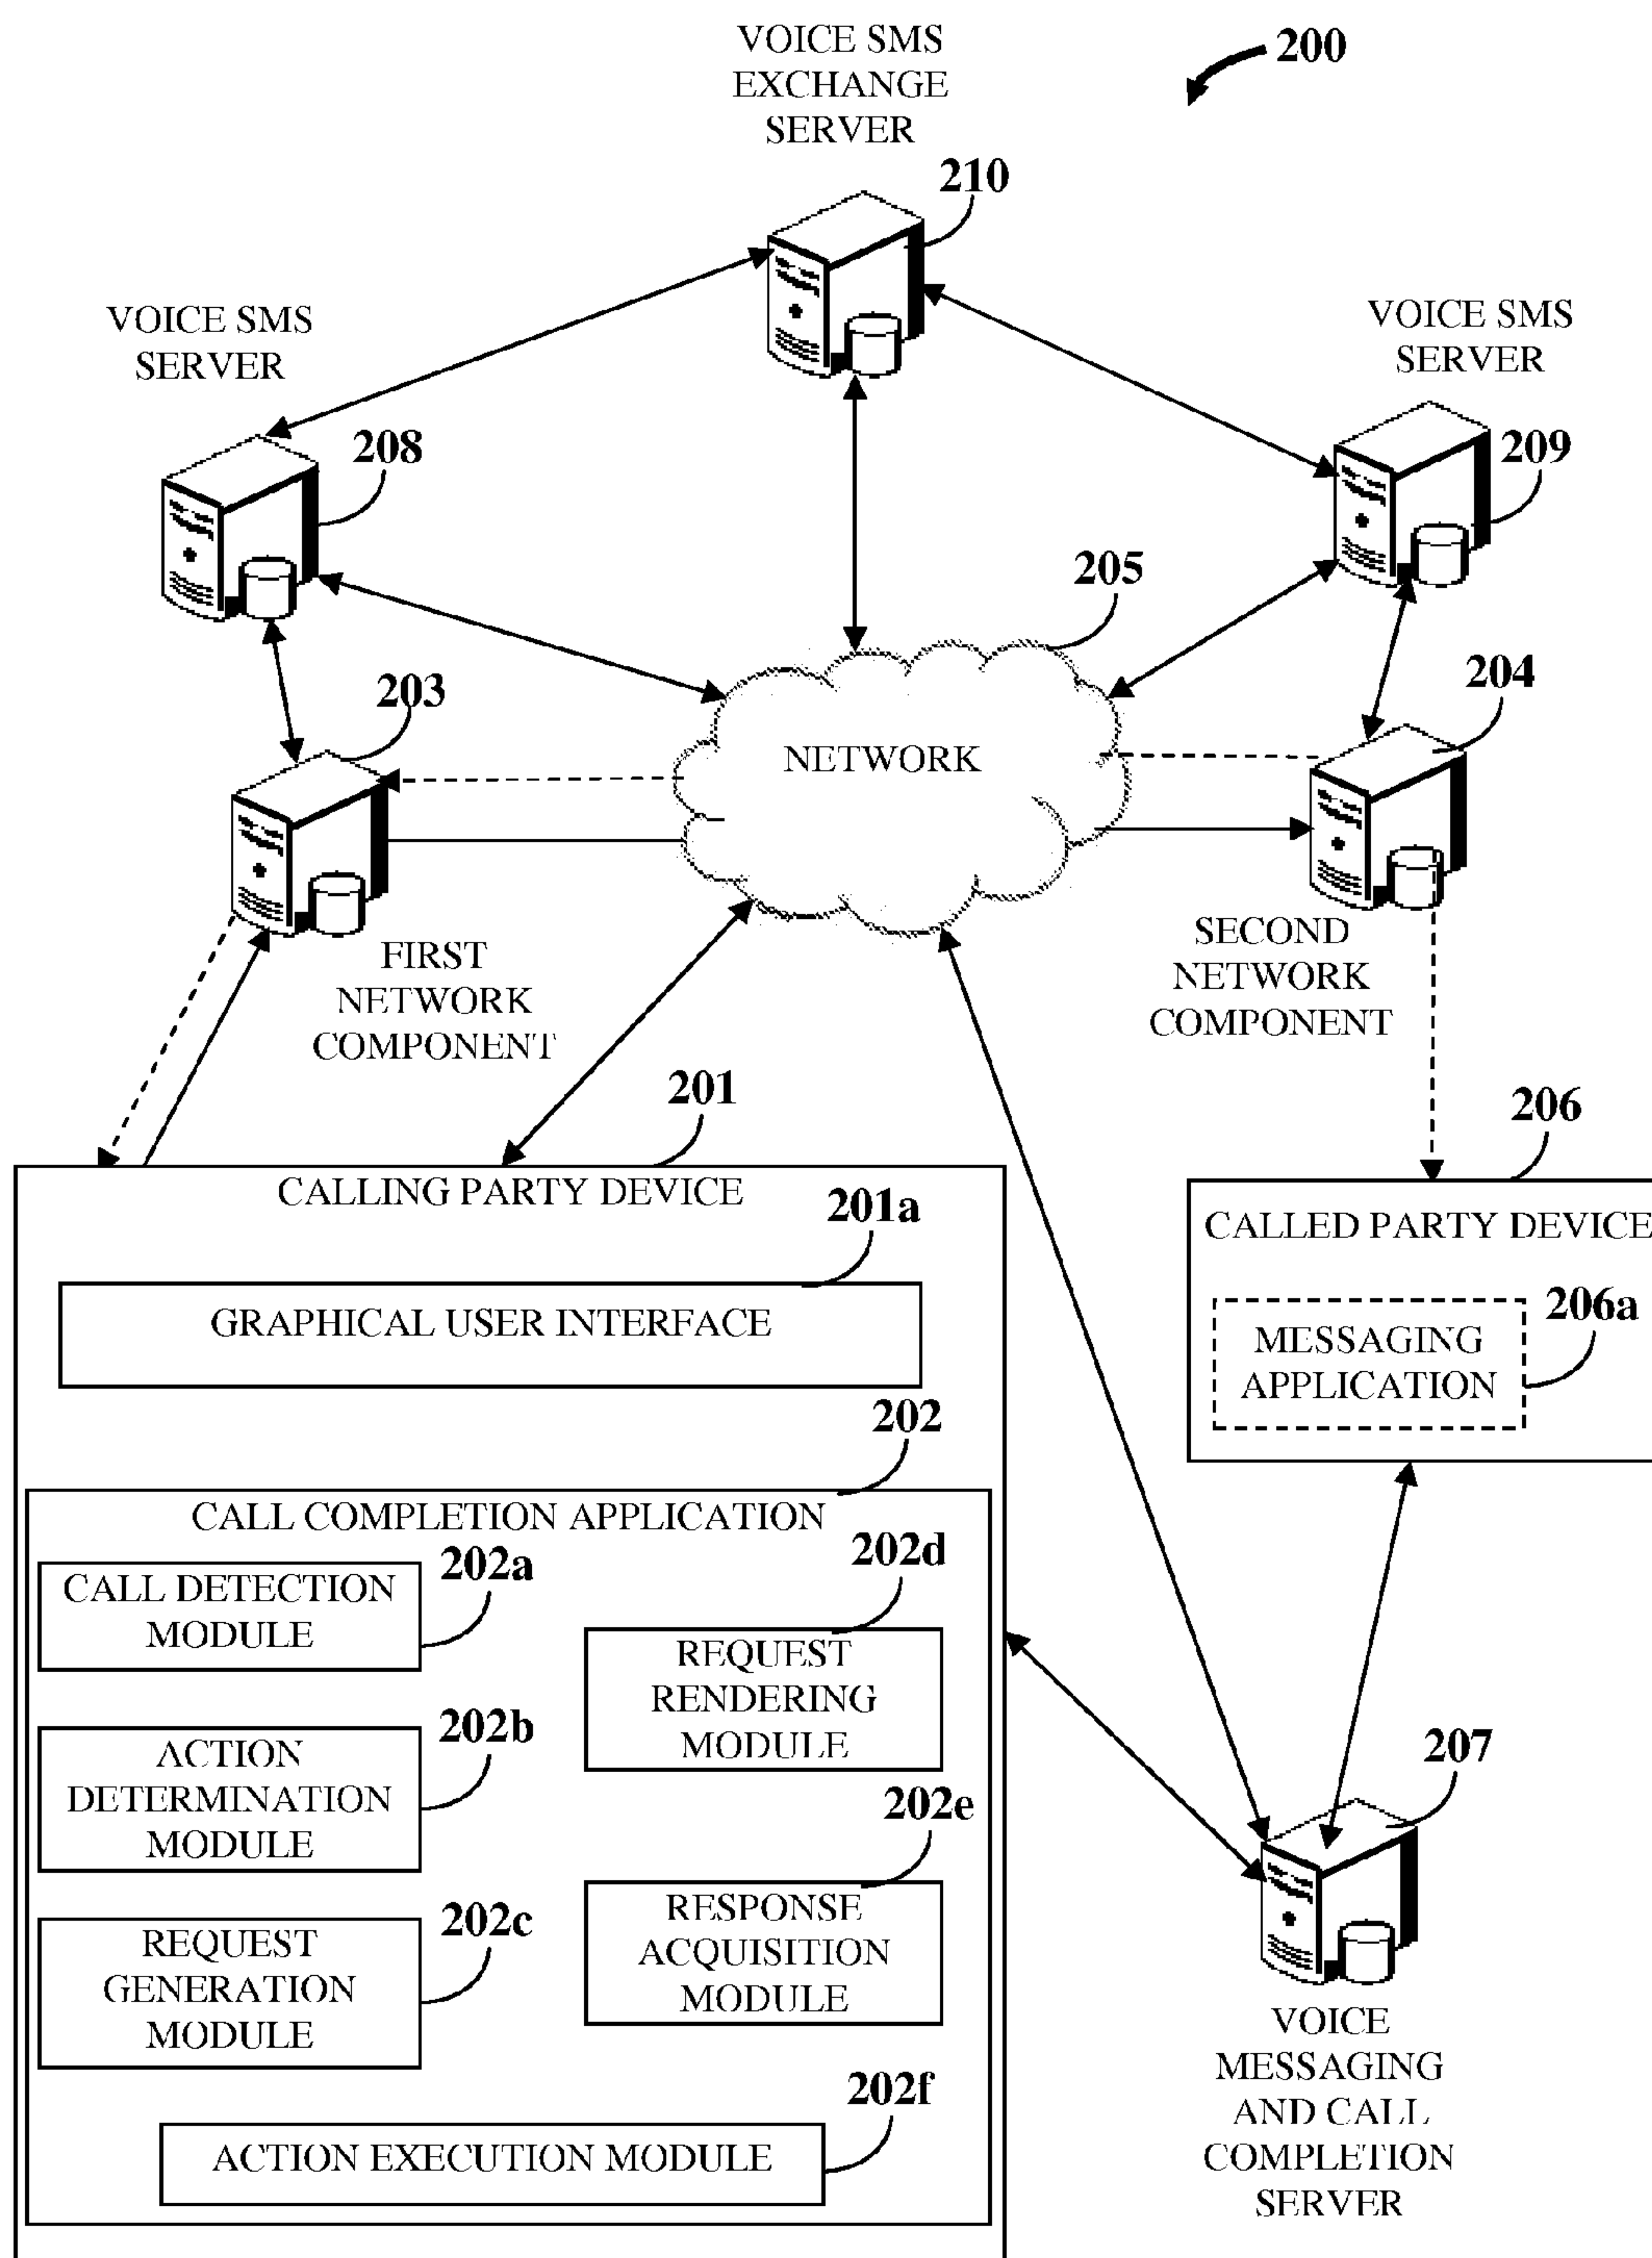 VOICE SMS
EXCHANGE
SERVER
200
210
VOICE SMS
SERVER
208
VOICE SMS
SERVER
209
205
203
NETWORK
204
FIRST
NETWORK
COMPONENT
SECOND
NETWORK
COMPONENT
201
CALLING PARTY DEVICE
201a
GRAPHICAL USER INTERFACE
206
CALLED PARTY DEVICE
206a
MESSAGING
APPLICATION
202
CALL COMPLETION APPLICATION
202a
CALL DETECTION
MODULE
202d
REQUEST
RENDERING
MODULE
202b
ACTION
DETERMINATION
MODULE
202e
RESPONSE
ACQUISITION
MODULE
202c
REQUEST
GENERATION
MODULE
202f
ACTION EXECUTION MODULE
207
VOICE
MESSAGING
AND CALL
COMPLETION
SERVER